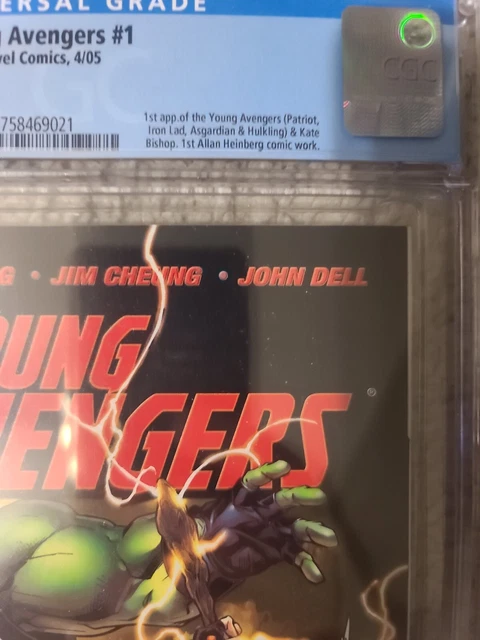 ERSAL GRADE
g Avengers #1
vel Comics, 4/05
758469021
1st app.of the Young Avengers (Patriot,
Iron Lad, Asgardian & Hulkling) & Kate
Bishop. 1st Allan Heinberg comic work.
CGC
G • JIM CHEUNG • JOHN DELL
OUNG
ENGERS